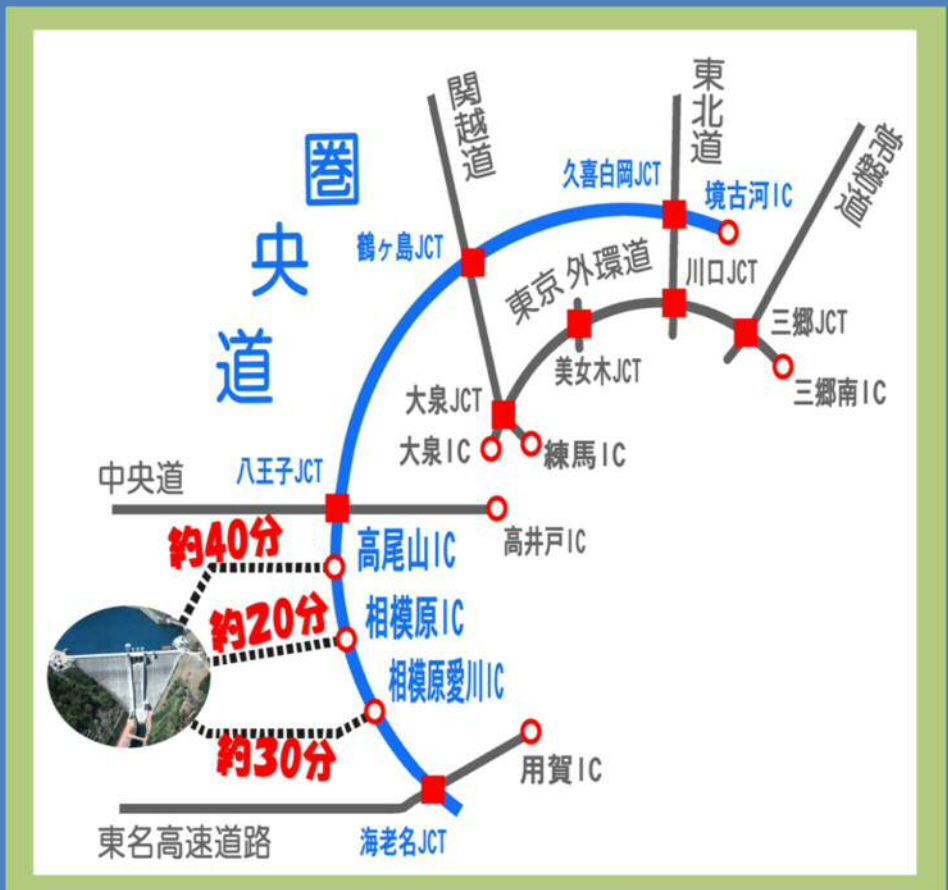 関越道
東北道
常磐道
圏央道
久喜白岡JCT
境古河IC
鶴ヶ島JCT
東京外環道
川口JCT
三郷JCT
美女木JCT
三郷南IC
大泉JCT
大泉IC
練馬IC
八王子JCT
中央道
高井戸IC
約40分
高尾山IC
約20分
相模原IC
相模原愛川IC
約30分
用賀IC
東名高速道路
海老名JCT